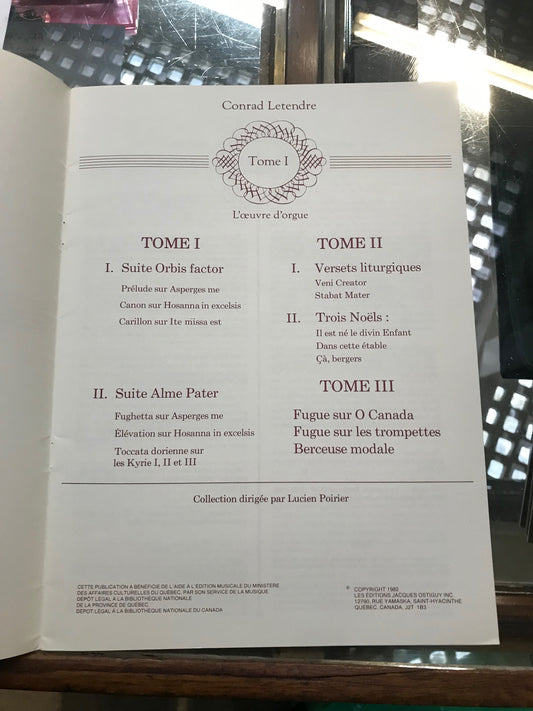 Conrad Letendre
Tome I
L'œuvre d'orgue
TOME I
I. Suite Orbis factor
Prélude sur Asperges me
Canon sur Hosanna in excelsis
Carillon sur Ite missa est
II. Suite Alme Pater
Fughetta sur Asperges me
Élévation sur Hosanna in excelsis
Toccata dorienne sur
les Kyrie I, II et III
TOME II
I. Versets liturgiques
Veni Creator
Stabat Mater
II. Trois Noëls :
Il est né le divin Enfant
Dans cette étable
Çà, bergers
TOME III
Fugue sur O Canada
Fugue sur les trompettes
Berceuse modale
Collection dirigée par Lucien Poirier
CETTE PUBLICATION A BÉNÉFICIÉ DE L'AIDE À L'ÉDITION MUSICALE DU MINISTÈRE
DES AFFAIRES CULTURELLES DU QUÉBEC, PAR SON SERVICE DE LA MUSIQUE.
DÉPÔT LÉGAL À LA BIBLIOTHÈQUE NATIONALE
DE LA PROVINCE DE QUÉBEC.
DÉPÔT LÉGAL À LA BIBLIOTHÈQUE NATIONALE DU CANADA
© COPYRIGHT 1982
LES ÉDITIONS JACQUES OSTIGUY INC.
12790, RUE YAMASKA, SAINT-HYACINTHE
QUÉBEC, CANADA, J2T 1B3